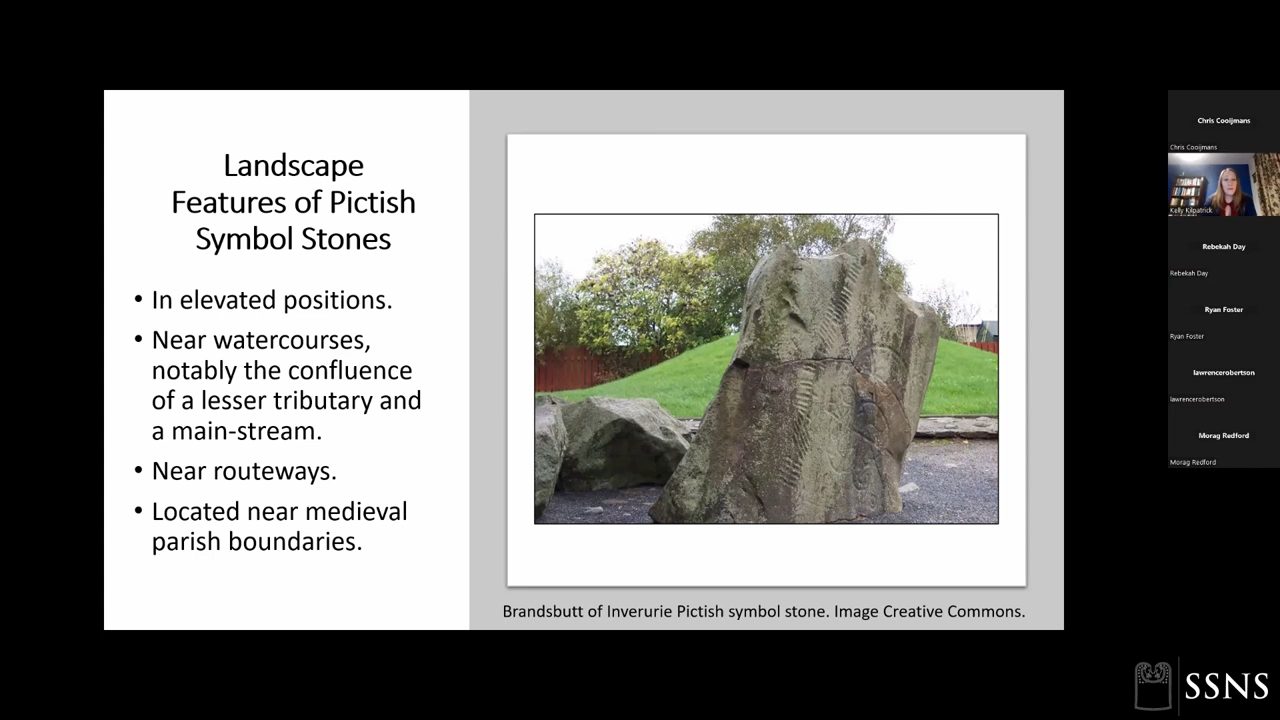 Landscape
Features of Pictish
Symbol Stones
• In elevated positions.
• Near watercourses,
notably the confluence
of a lesser tributary and
a main-stream.
• Near routeways.
• Located near medieval
parish boundaries.
Brandsbutt of Inverurie Pictish symbol stone. Image Creative Commons.
Chris Cooijmans
Chris Cooijmans
Kelly Kilpatrick
Rebekah Day
Rebekah Day
Ryan Foster
Ryan Foster
lawrencerobertson
lawrencerobertson
Morag Redford
Morag Redford
SSNS